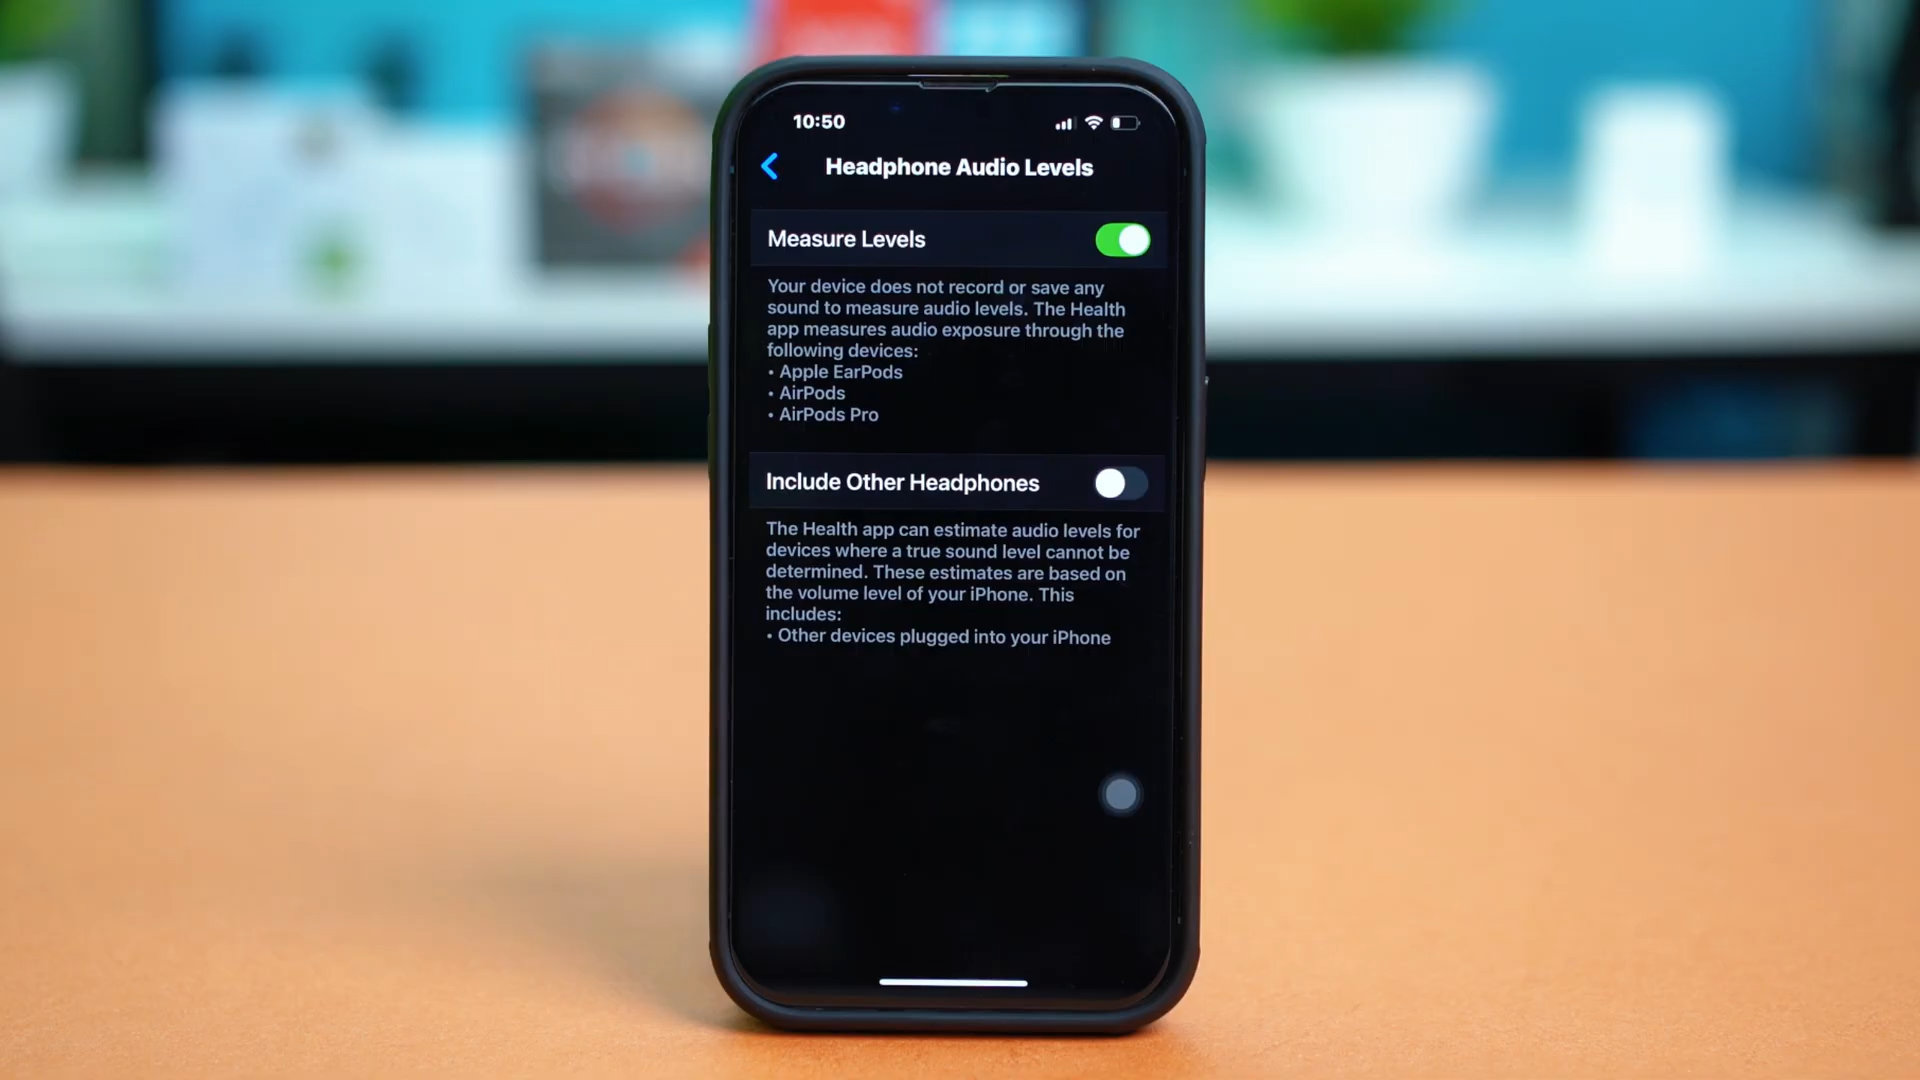 10:50
Headphone Audio Levels
Measure Levels
Your device does not record or save any
sound to measure audio levels. The Health
app measures audio exposure through the
following devices:
• Apple EarPods
• AirPods
• AirPods Pro
Include Other Headphones
The Health app can estimate audio levels for
devices where a true sound level cannot be
determined. These estimates are based on
the volume level of your iPhone. This
includes:
• Other devices plugged into your iPhone